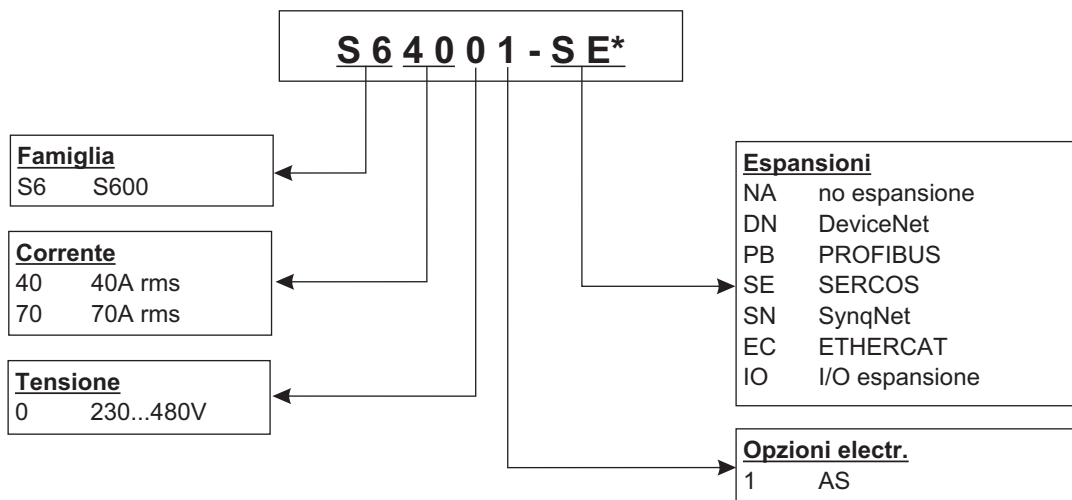 S 6 4 0 0 1 - S E*
Famiglia
S6 S600
Corrente
40 40A rms
70 70A rms
Tensione
0 230...480V
Espansioni
NA no espansione
DN DeviceNet
PB PROFIBUS
SE SERCOS
SN SynqNet
EC ETHERCAT
IO I/O espansione
Opzioni electr.
1 AS